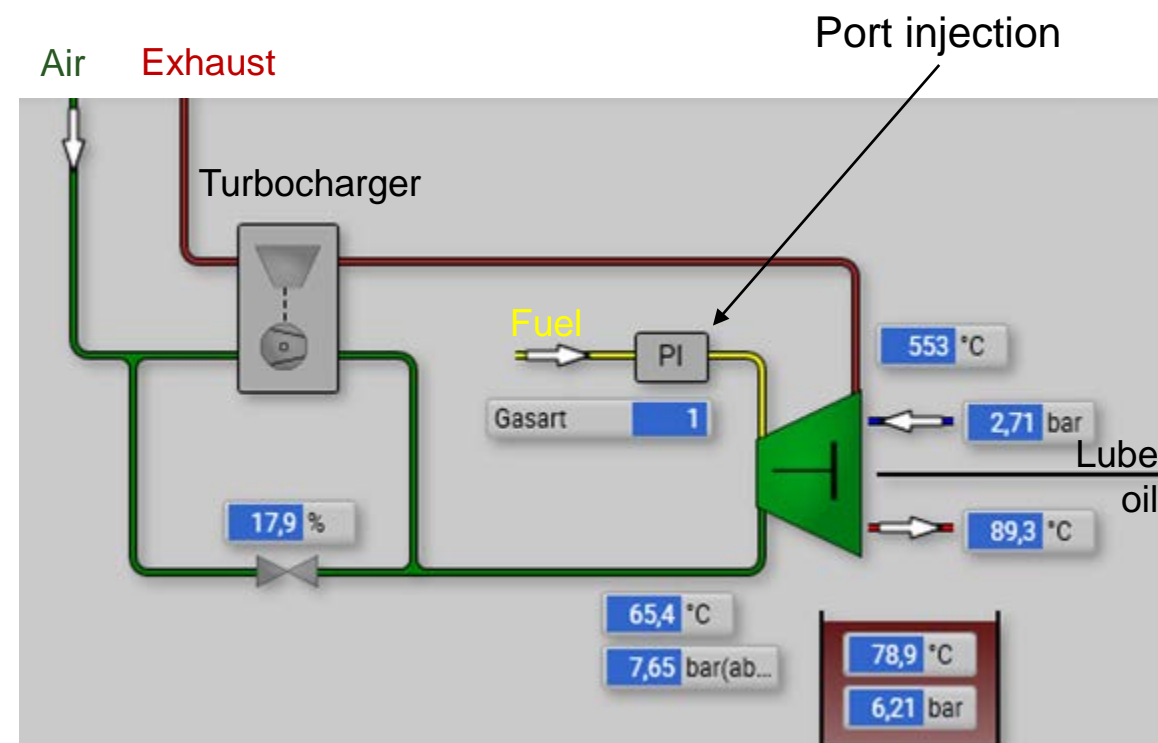 Port injection
Air Exhaust
Turbocharger
Fuel
PI
553 °C
Gasart 1
2,71 bar
Lube
oil
17,9 %
89,3 °C
65,4 °C
7,65 bar(ab...
78,9 °C
6,21 bar